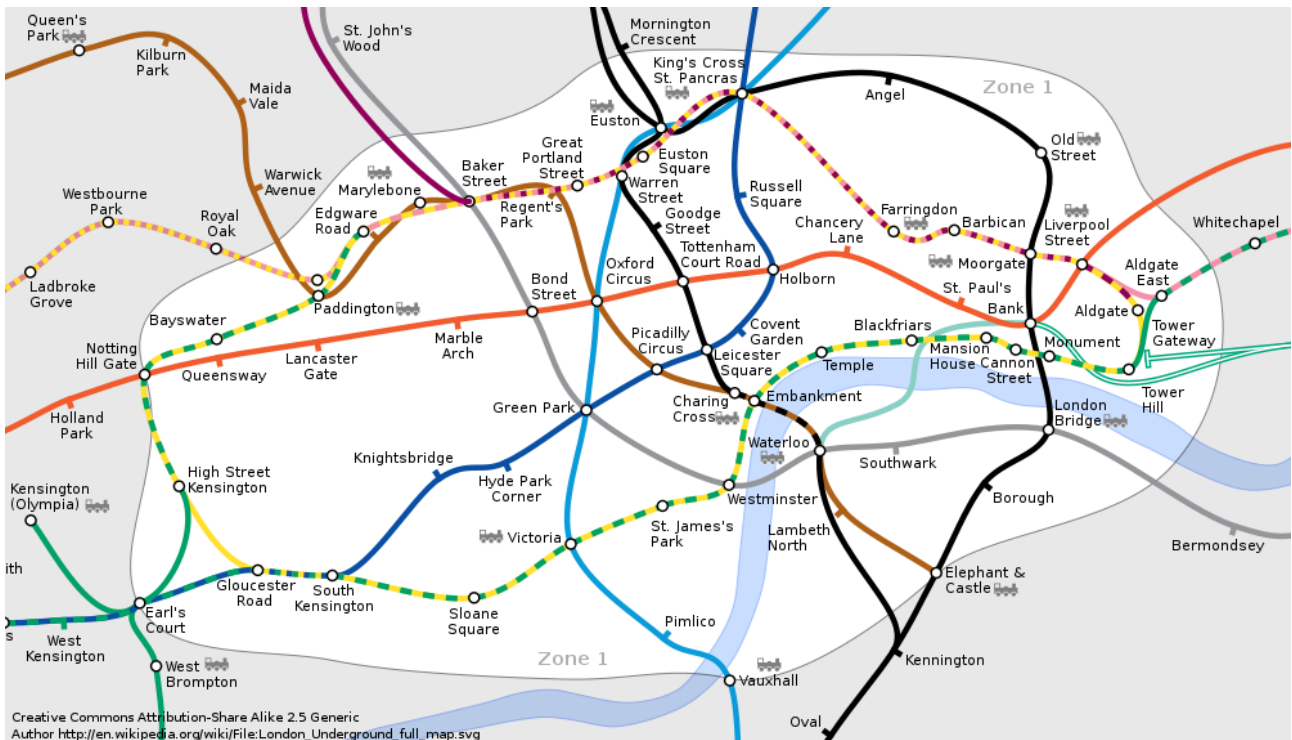 Queen's
Park
Kilburn
Park
Maida
Vale
Warwick
Avenue
St. John's
Wood
Mornington
Crescent
King's Cross
St. Pancras
Euston
Angel
Zone 1
Old
Street
Great
Portland
Street
Euston
Square
Baker
Street
Marylebone
Edgware
Road
Regent's
Park
Warren
Street
Russell
Square
Goodge
Street
Westbourne
Park
Royal
Oak
Ladbroke
Grove
Paddington
Bayswater
Notting
Hill Gate
Queensway
Lancaster
Gate
Marble
Arch
Bond
Street
Oxford
Circus
Tottenham
Court Road
Holborn
Chancery
Lane
Farringdon
Barbican
Moorgate
Liverpool
Street
Whitechapel
Aldgate
East
St. Paul's
Bank
Aldgate
Tower
Gateway
Tower
Hill
Monument
Cannon
Street
Mansion
House
Blackfriars
Temple
Covent
Garden
Leicester
Square
Picadilly
Circus
Charing
Cross
Embankment
Holland
Park
Green Park
Knightsbridge
Hyde Park
Corner
High Street
Kensington
Kensington
(Olympia)
Waterloo
Southwark
London
Bridge
Borough
Bermondsey
Westminster
St. James's
Park
Victoria
Lambeth
North
Elephant &
Castle
ith
s
West
Kensington
Earl's
Court
Gloucester
Road
South
Kensington
Sloane
Square
Pimlico
Zone 1
Vauxhall
Kennington
Oval
West
Brompton
Creative Commons Attribution-Share Alike 2.5 Generic
Author http://en.wikipedia.org/wiki/File:London_Underground_full_map.svg